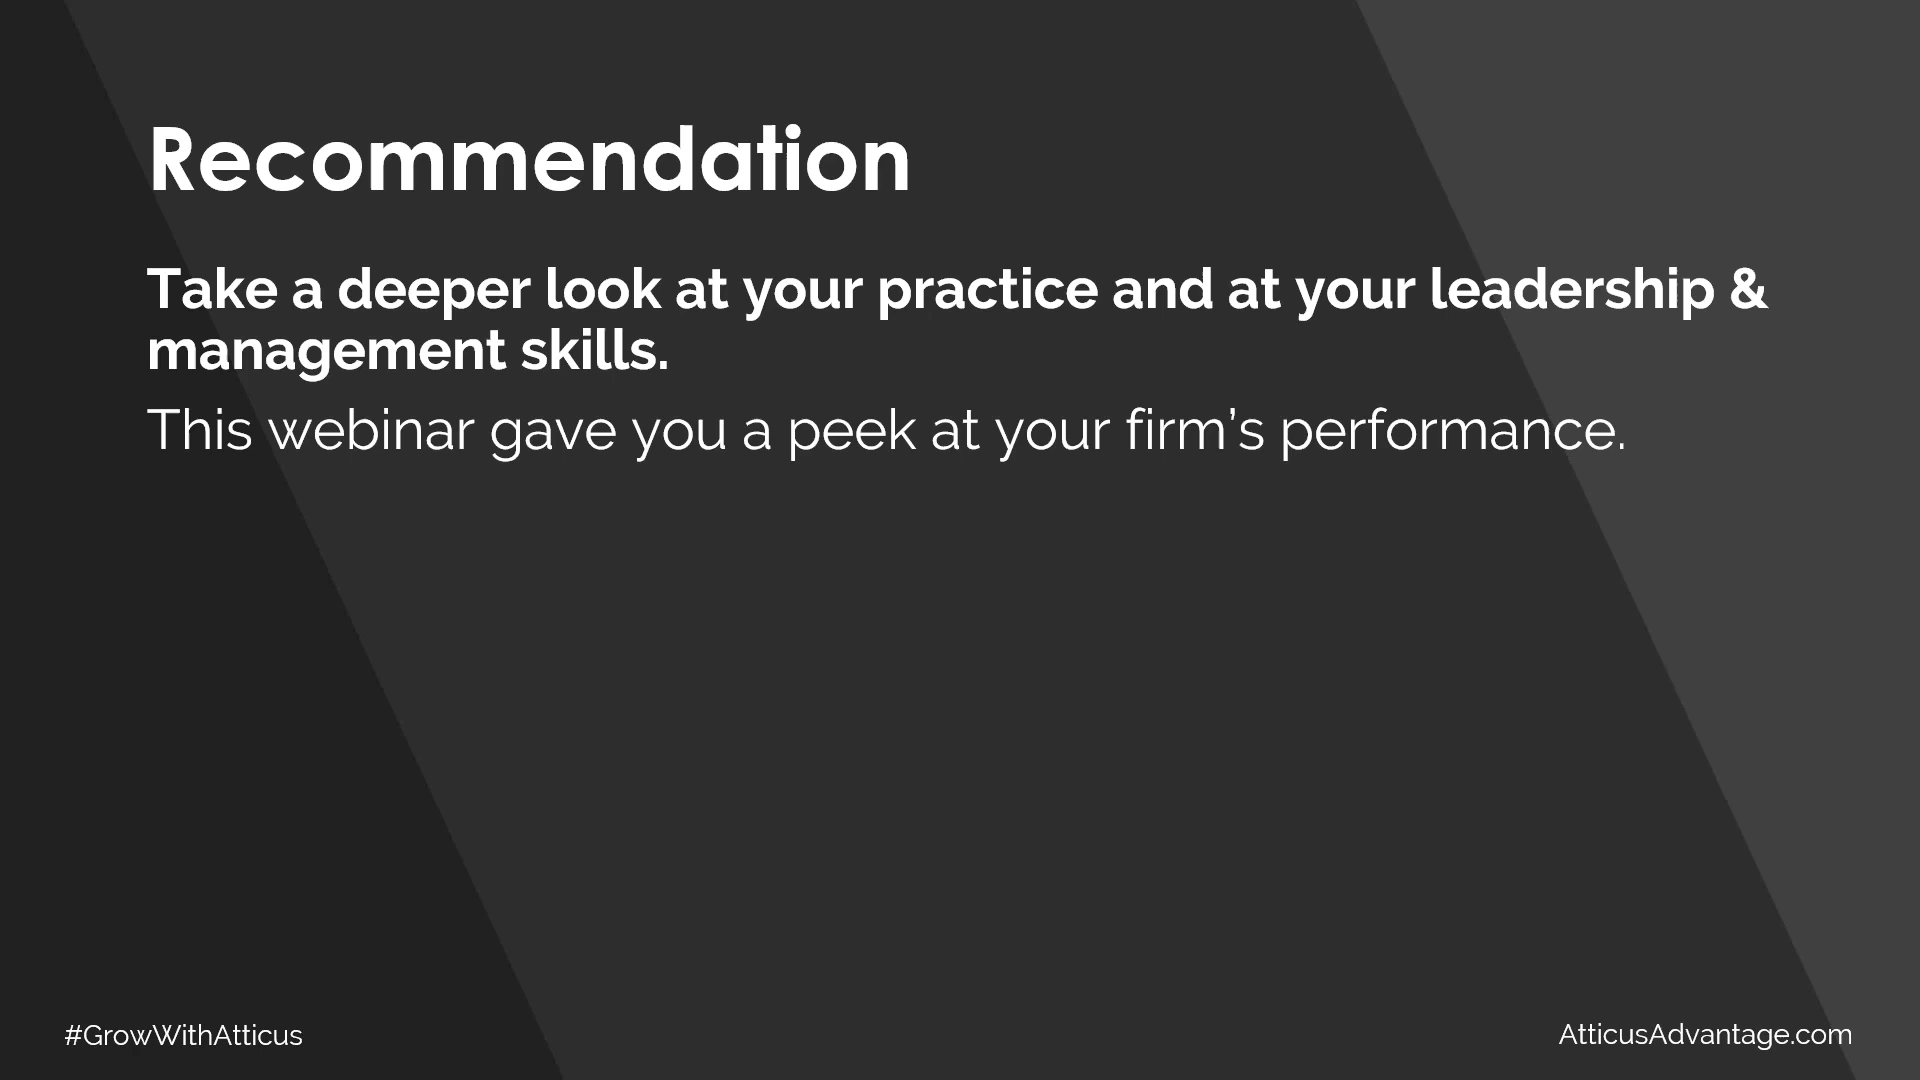 Recommendation
Take a deeper look at your practice and at your leadership &
management skills.
This webinar gave you a peek at your firm’s performance.
#GrowWithAtticus
AtticusAdvantage.com